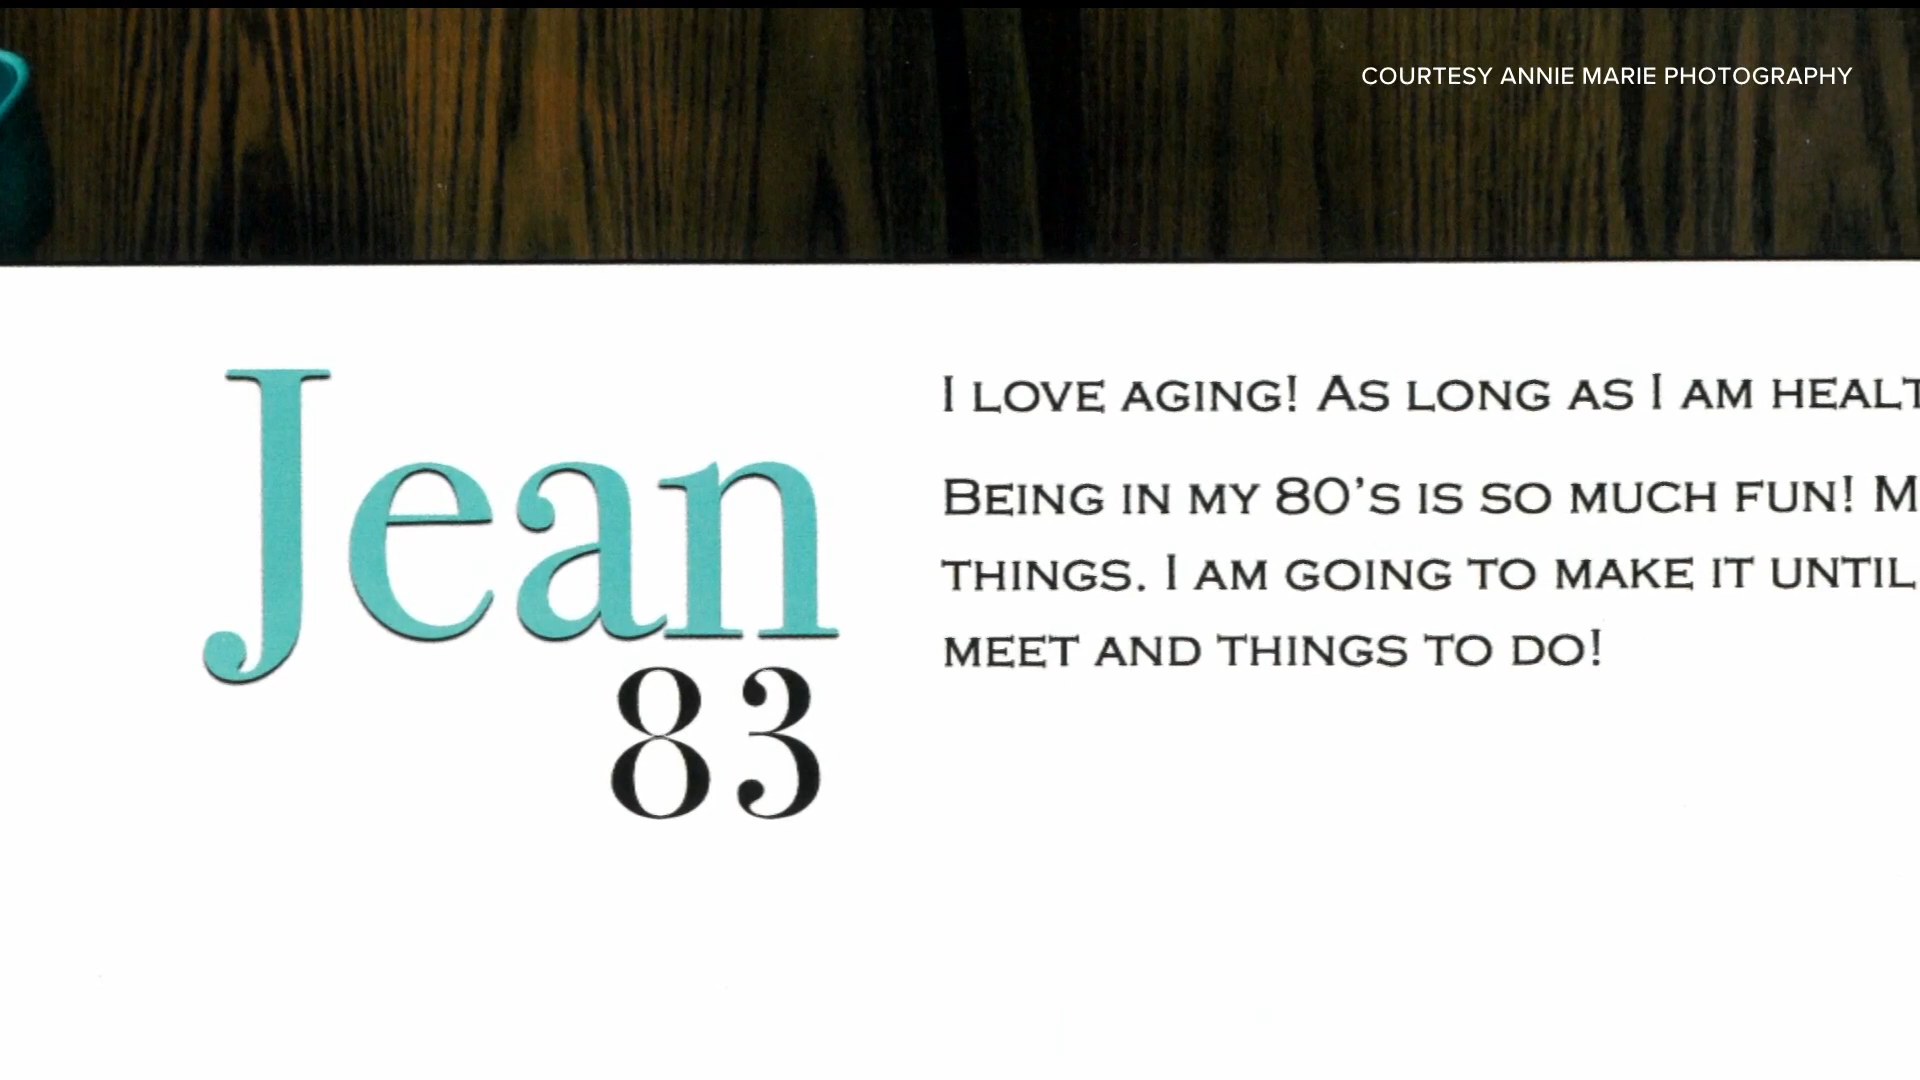 COURTESY ANNIE MARIE PHOTOGRAPHY
Jean
83
I LOVE AGING! AS LONG AS I AM
BEING IN MY 80'S IS SO MUCH FUN!
THINGS. I AM GOING TO MAKE IT UNTIL
MEET AND THINGS TO DO!